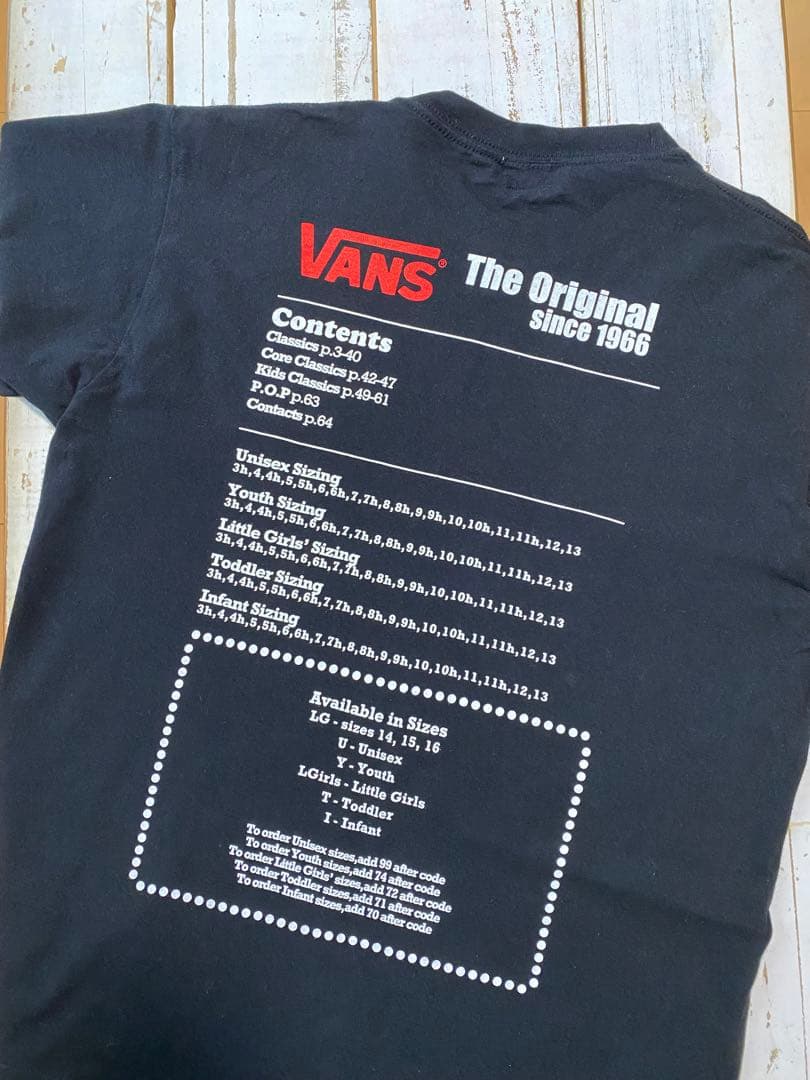 VANS® The Original
since 1966
Contents
Classics p.3-40
Core Classics p.42-47
Kids Classics p.49-61
P.O.P p.63
Contacts p.64
Unisex Sizing
3h,4,4h,5,5h,6,6h,7,7h,8,8h,9,9h,10,10h,11,11h,12,13
Youth Sizing
3h,4,4h,5,5h,6,6h,7,7h,8,8h,9,9h,10,10h,11,11h,12,13
Little Girls' Sizing
3h,4,4h,5,5h,6,6h,7,7h,8,8h,9,9h,10,10h,11,11h,12,13
Toddler Sizing
3h,4,4h,5,5h,6,6h,7,7h,8,8h,9,9h,10,10h,11,11h,12,13
Infant Sizing
3h,4,4h,5,5h,6,6h,7,7h,8,8h,9,9h,10,10h,11,11h,12,13
Available in Sizes
LG - sizes 14, 15, 16
U - Unisex
Y - Youth
LGirls - Little Girls
T - Toddler
I - Infant
To order Unisex sizes,add 99 after code
To order Youth sizes,add 74 after code
To order Little Girls' sizes,add 72 after code
To order Toddler sizes,add 71 after code
To order Infant sizes,add 70 after code